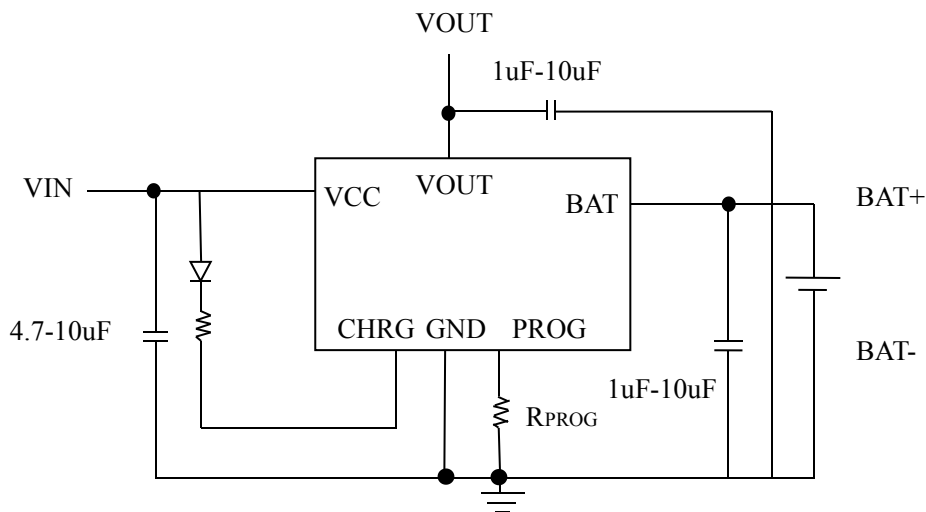 VOUT
1uF-10uF
VIN
VCC
VOUT
BAT
BAT+
4.7-10uF
CHRG GND PROG
BAT-
1uF-10uF
RPROG